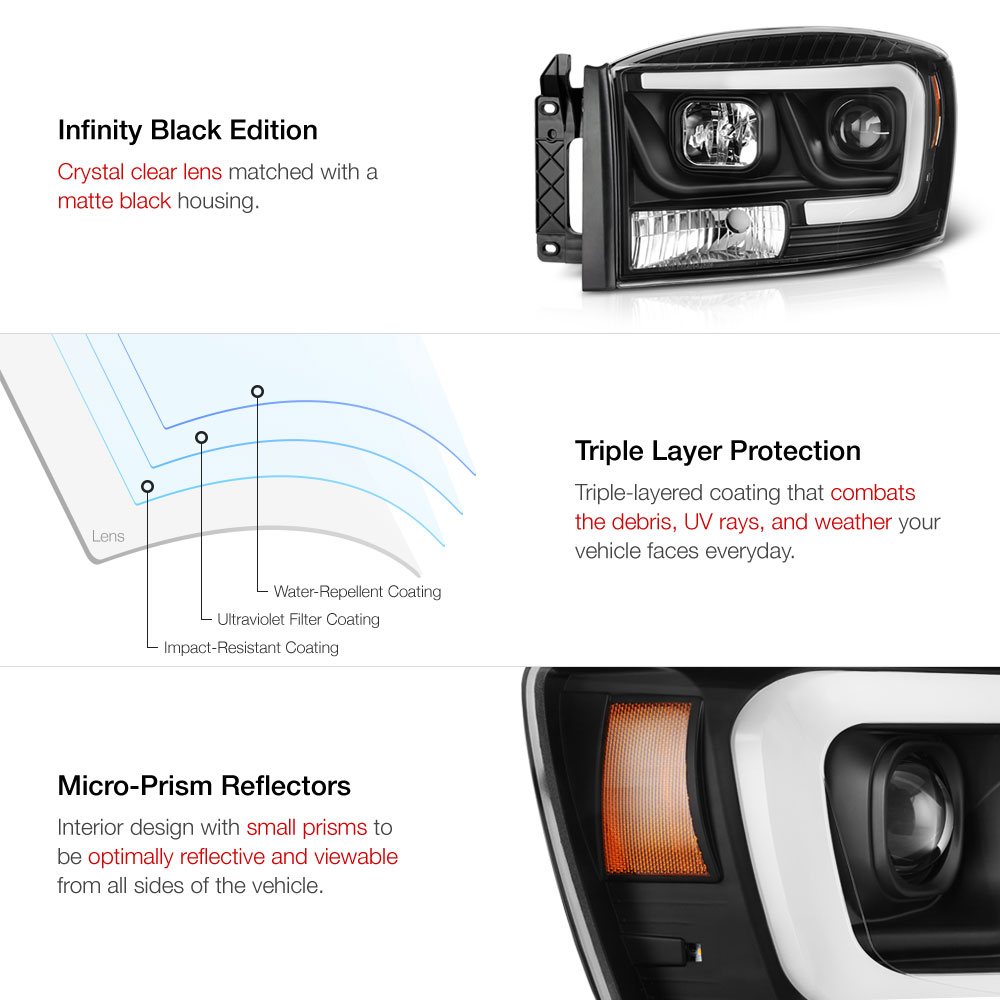 Infinity Black Edition
Crystal clear lens matched with a
matte black housing.
Lens
Water-Repellent Coating
Ultraviolet Filter Coating
Impact-Resistant Coating
Triple Layer Protection
Triple-layered coating that combats
the debris, UV rays, and weather your
vehicle faces everyday.
Micro-Prism Reflectors
Interior design with small prisms to
be optimally reflective and viewable
from all sides of the vehicle.